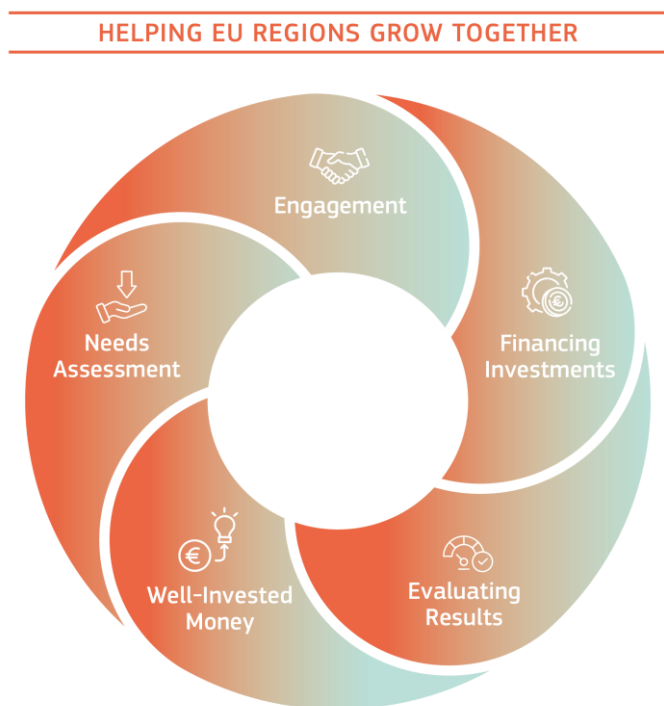 HELPING EU REGIONS GROW TOGETHER
Engagement
Financing
Investments
Evaluating
Results
Well-Invested
Money
Needs
Assessment